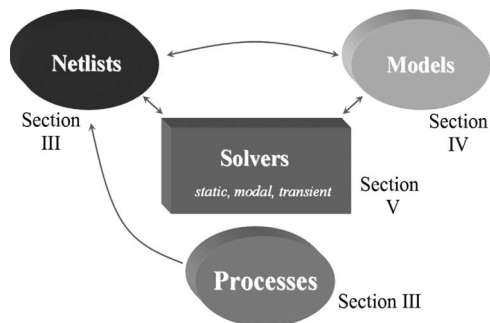 Netlists
Models
Section
III
Section
IV
Solvers
static, modal, transient
Section
V
Processes
Section III